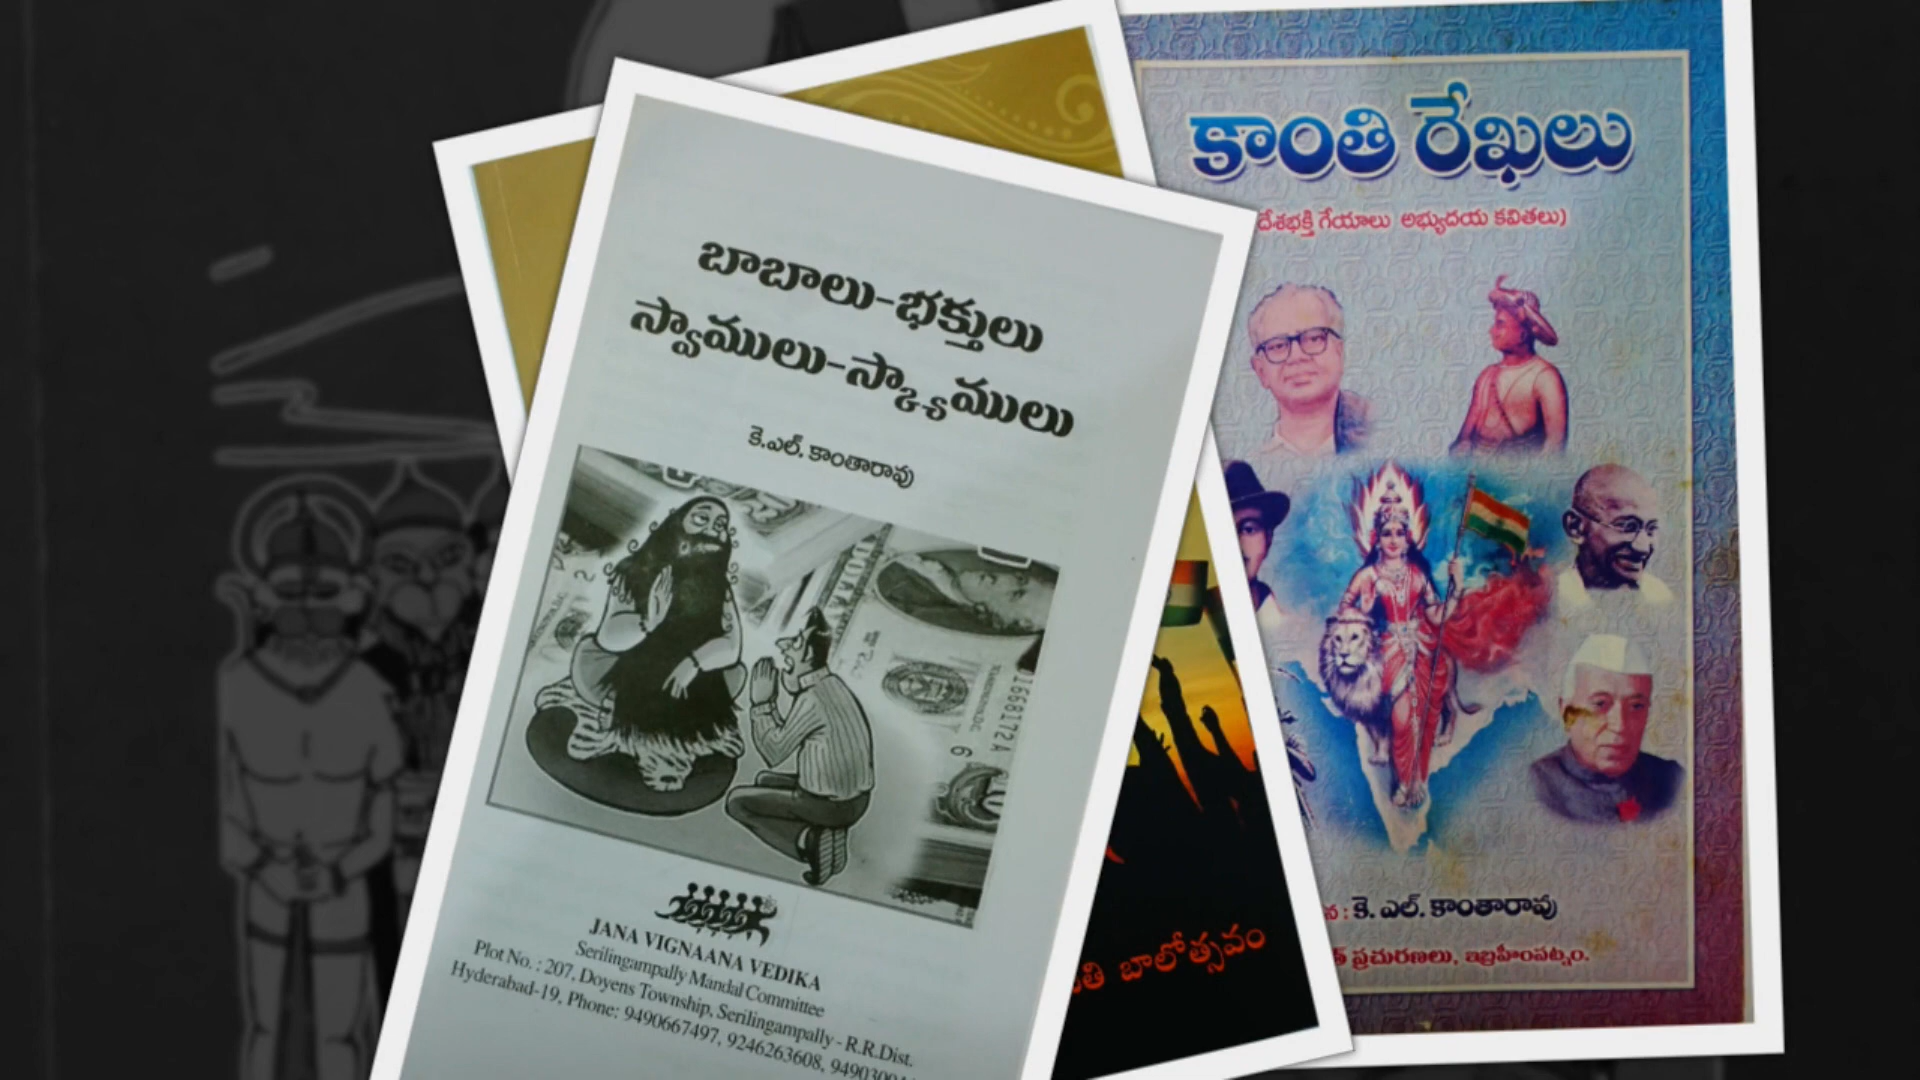 బాబాలు-భక్తులు
స్వాములు-స్క్యాములు
కె.ఎల్. కాంతారావు
JANA VIGNAANA VEDIKA
Serilingampally Mandal Committee
Plot No. : 207, Doyens Township, Serilingampally - R.R.Dist.
Hyderabad-19, Phone: 9490667497, 9246263608,
బాలోత్సవం
కాంతి రేఖలు
దేశభక్తి గేయాలు అభ్యుదయ కవితలు)
కె. ఎల్. కాంతారావు
ప్రచురణలు, ఇబ్రహీంపట్నం.